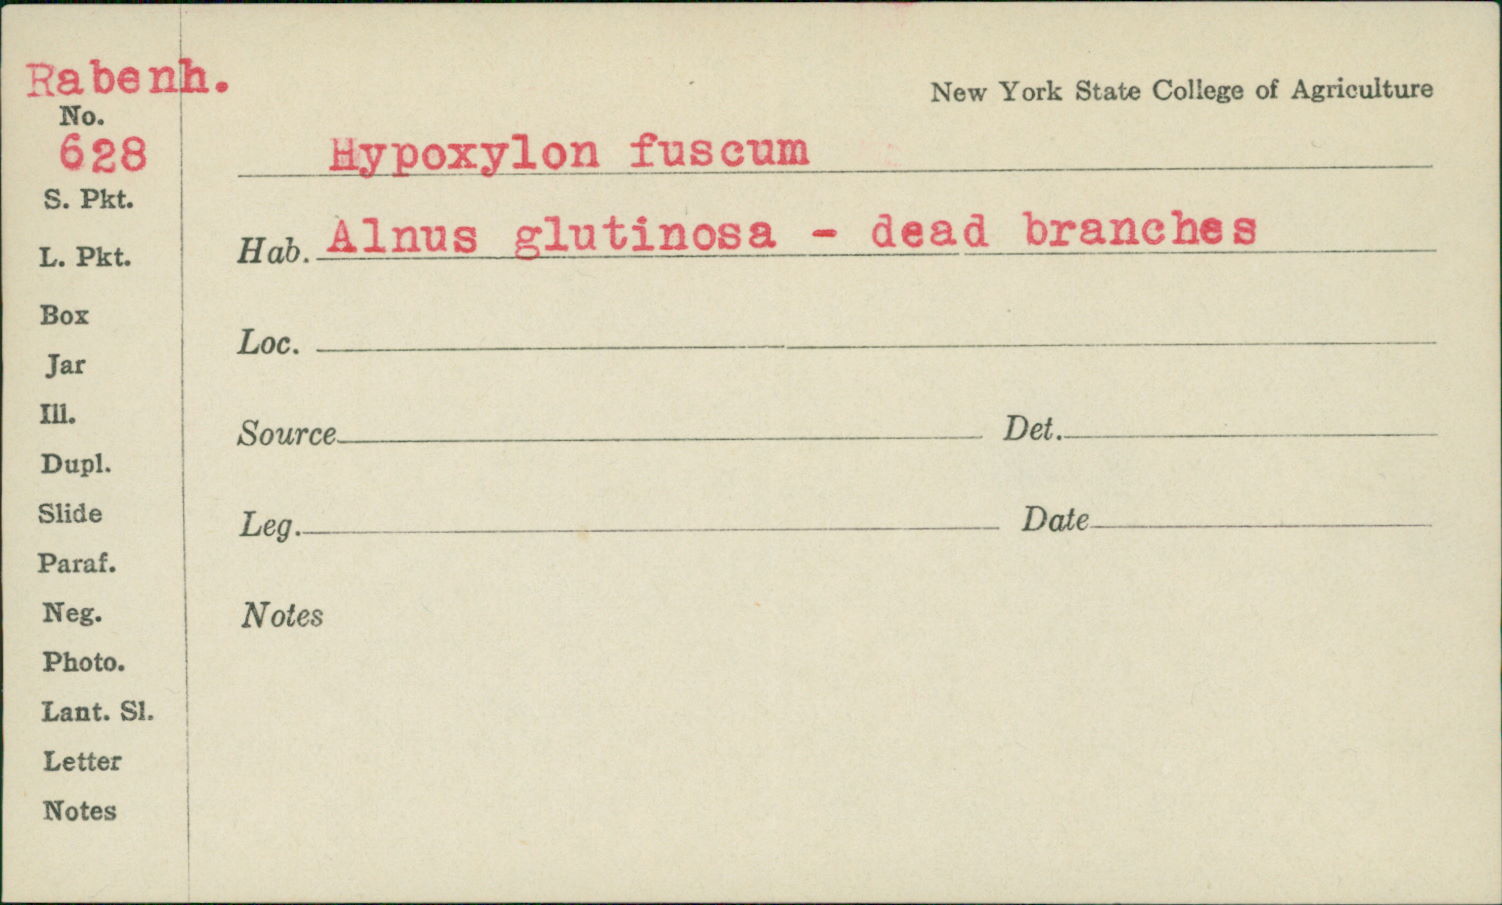 Rabenh.
No.
628
S. Pkt.
L. Pkt.
Box
Jar
Ill.
Dupl.
Slide
Paraf.
Neg.
Photo.
Lant. Sl.
Letter
Notes
New York State College of Agriculture
Hypoxylon fuscum
Hab. Alnus glutinosa - dead branches
Loc.
Source Det.
Leg. Date
Notes